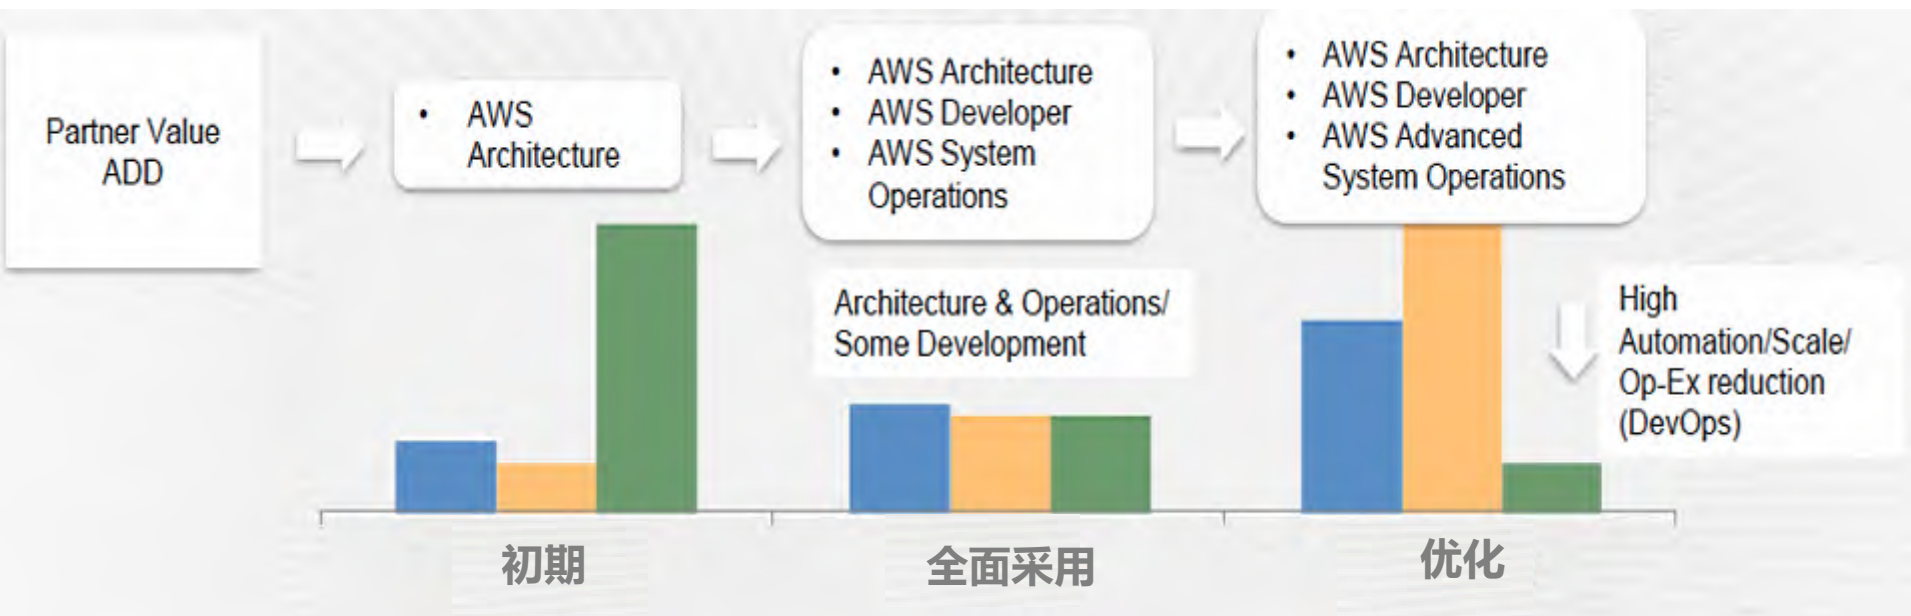 Partner Value
ADD
• AWS
Architecture
• AWS Architecture
• AWS Developer
• AWS System
Operations
• AWS Architecture
• AWS Developer
• AWS Advanced
System Operations
Architecture & Operations/
Some Development
High
Automation/Scale/
Op-Ex reduction
(DevOps)
初期
全面采用
优化